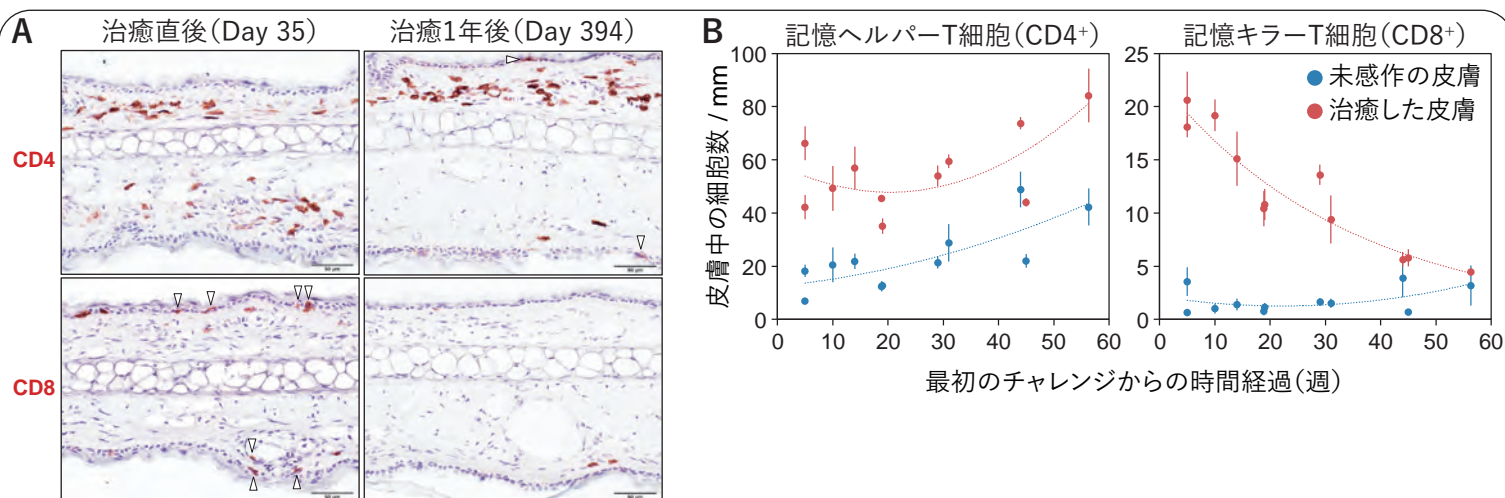 A
治癒直後(Day 35)
治癒1年後(Day 394)
CD4
CD8
B
記憶ヘルパーT細胞(CD4⁺)
記憶キラーT細胞(CD8⁺)
皮膚中の細胞数 / mm
100
80
60
40
20
0
0 10 20 30 40 50 60
25
20
15
10
5
0
0 10 20 30 40 50 60
未感作の皮膚
治癒した皮膚
最初のチャレンジからの時間経過(週)